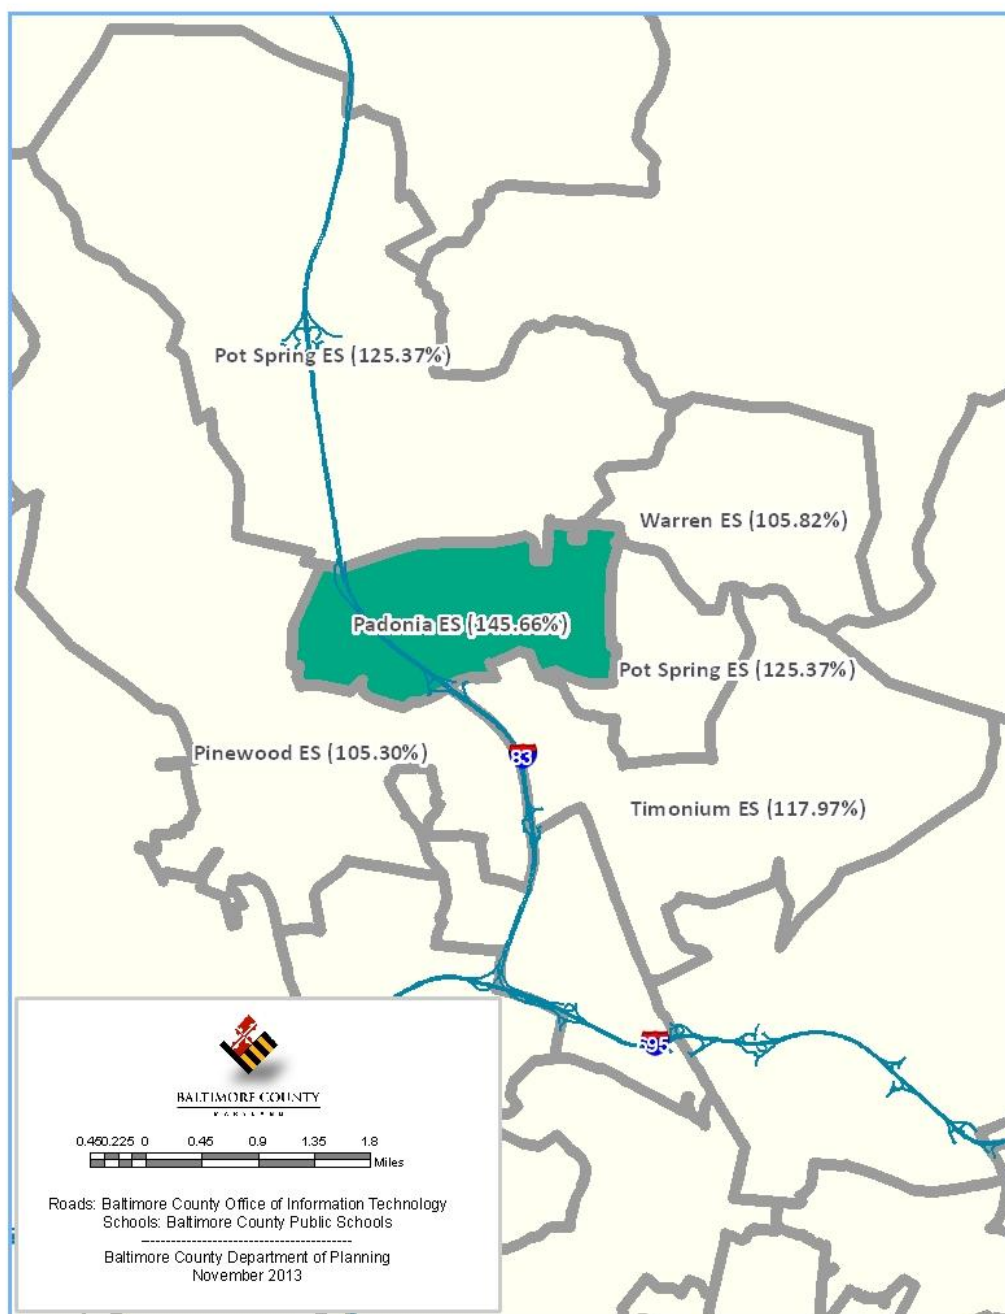 Pot Spring ES (125.37%)
Warren ES (105.82%)
Padonia ES (145.66%)
Pot Spring ES (125.37%)
Pinewood ES (105.30%)
83
Timonium ES (117.97%)
695
BALTIMORE COUNTY
MARYLAND
0.45 0.225 0 0.45 0.9 1.35 1.8
Miles
Roads: Baltimore County Office of Information Technology
Schools: Baltimore County Public Schools
----------------------------------------
Baltimore County Department of Planning
November 2013